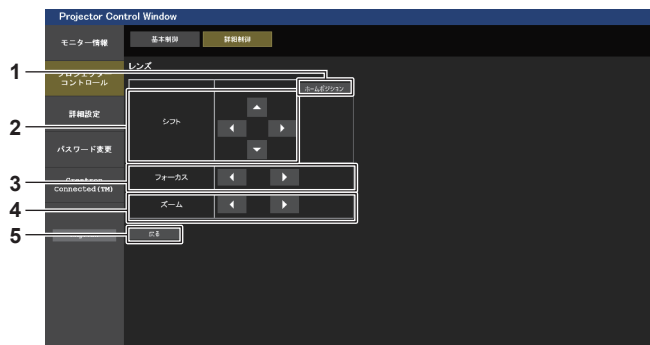 Projector Control Window
モニター情報
基本制御
詳細制御
1
レンズ
プロジェクター
コントロール
ホームポジション
詳細設定
2
シフト
パスワード変更
3
フォーカス
Crestron
Connected(TM)
4
ズーム
5
戻る